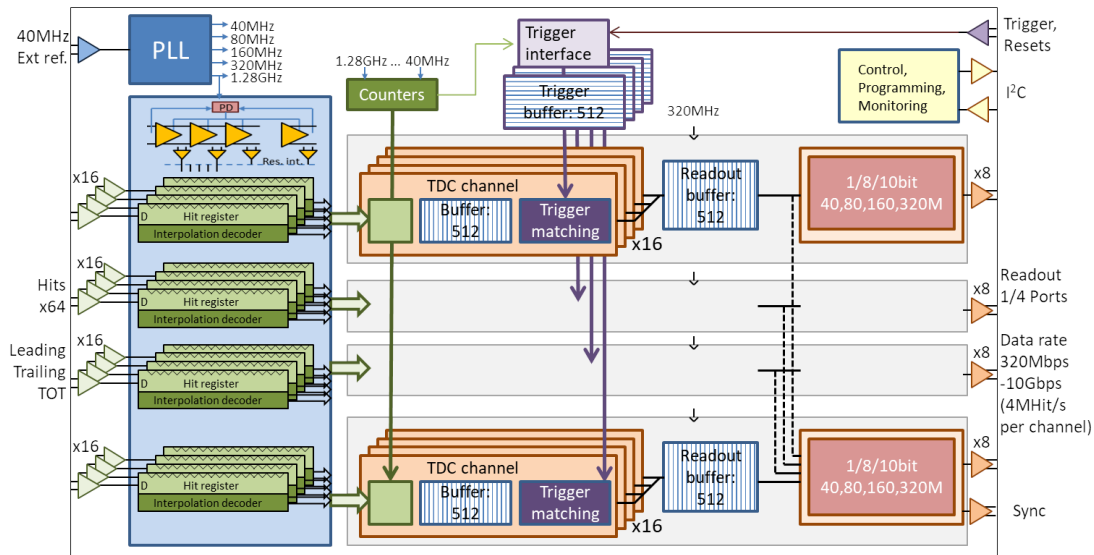 40MHz
Ext ref.
PLL
40MHz
80MHz
160MHz
320MHz
1.28GHz
PD
Res. int.
1.28GHz ... 40MHz
Counters
Trigger
interface
Trigger
buffer: 512
320MHz
Control,
Programming,
Monitoring
Trigger,
Resets
I²C
x16
D
Hit register
Interpolation decoder
TDC channel
Buffer:
512
Trigger
matching
x16
Readout
buffer:
512
1/8/10bit
40,80,160,320M
x8
Hits
x64
x16
D
Hit register
Interpolation decoder
x8
Readout
1/4 Ports
Leading
Trailing
TOT
x16
D
Hit register
Interpolation decoder
x8
Data rate
320Mbps
-10Gbps
(4MHit/s
per channel)
x16
D
Hit register
Interpolation decoder
TDC channel
Buffer:
512
Trigger
matching
x16
Readout
buffer:
512
1/8/10bit
40,80,160,320M
x8
Sync